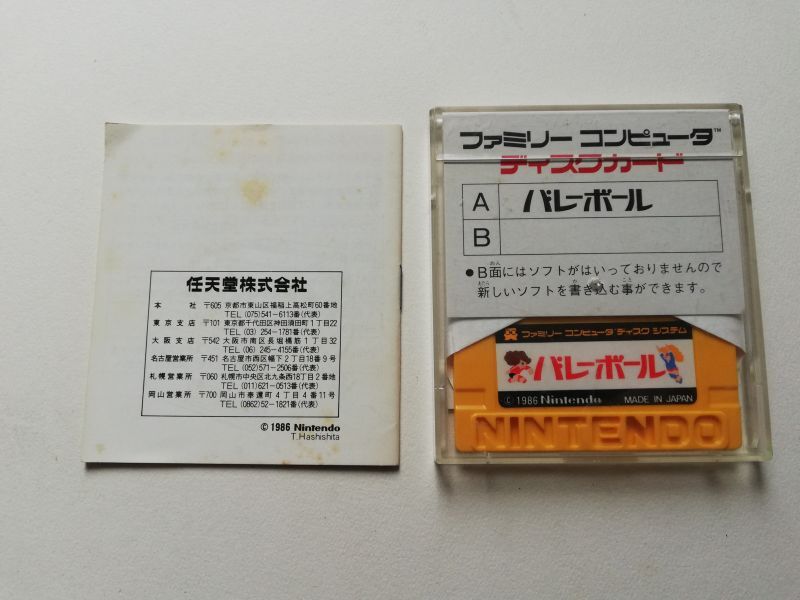 任天堂株式会社
本　　社 〒605 京都市東山区福稲上高松町60番地
TEL (075)541-6113番(代表)
東京支店 〒101 東京都千代田区神田須田町1丁目22
TEL (03) 254-1781番(代表)
大阪支店 〒542 大阪市南区長堀橋筋1丁目32
TEL (06) 245-4155番(代表)
名古屋営業所 〒451 名古屋市西区幅下2丁目18番9号
TEL (052)571-2506番(代表)
札幌営業所 〒060 札幌市中央区北九条西18丁目2番地
TEL (011)621-0513番(代表)
岡山営業所 〒700 岡山市奉還町4丁目4番11号
TEL (0862)52-1821番(代表)
© 1986 Nintendo
T.Hashishita
ファミリー コンピュータ™
ディスクカード
A バレーボール
B
●B面にはソフトがはいっておりませんので
新しいソフトを書き込む事ができます。
ファミリー コンピュータ ディスク システム
バレーボール
© 1986 Nintendo MADE IN JAPAN
NINTENDO